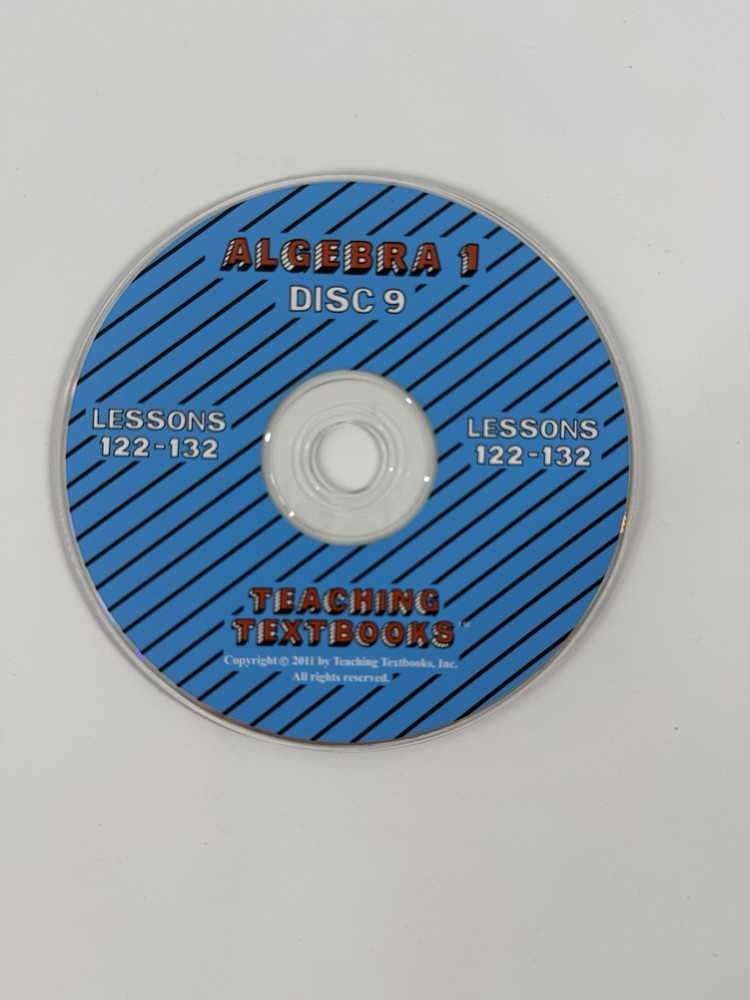 ALGEBRA 1
DISC 9
LESSONS
122-132
LESSONS
122-132
TEACHING
TEXTBOOKS™
Copyright © 2011 by Teaching Textbooks, Inc.
All rights reserved.